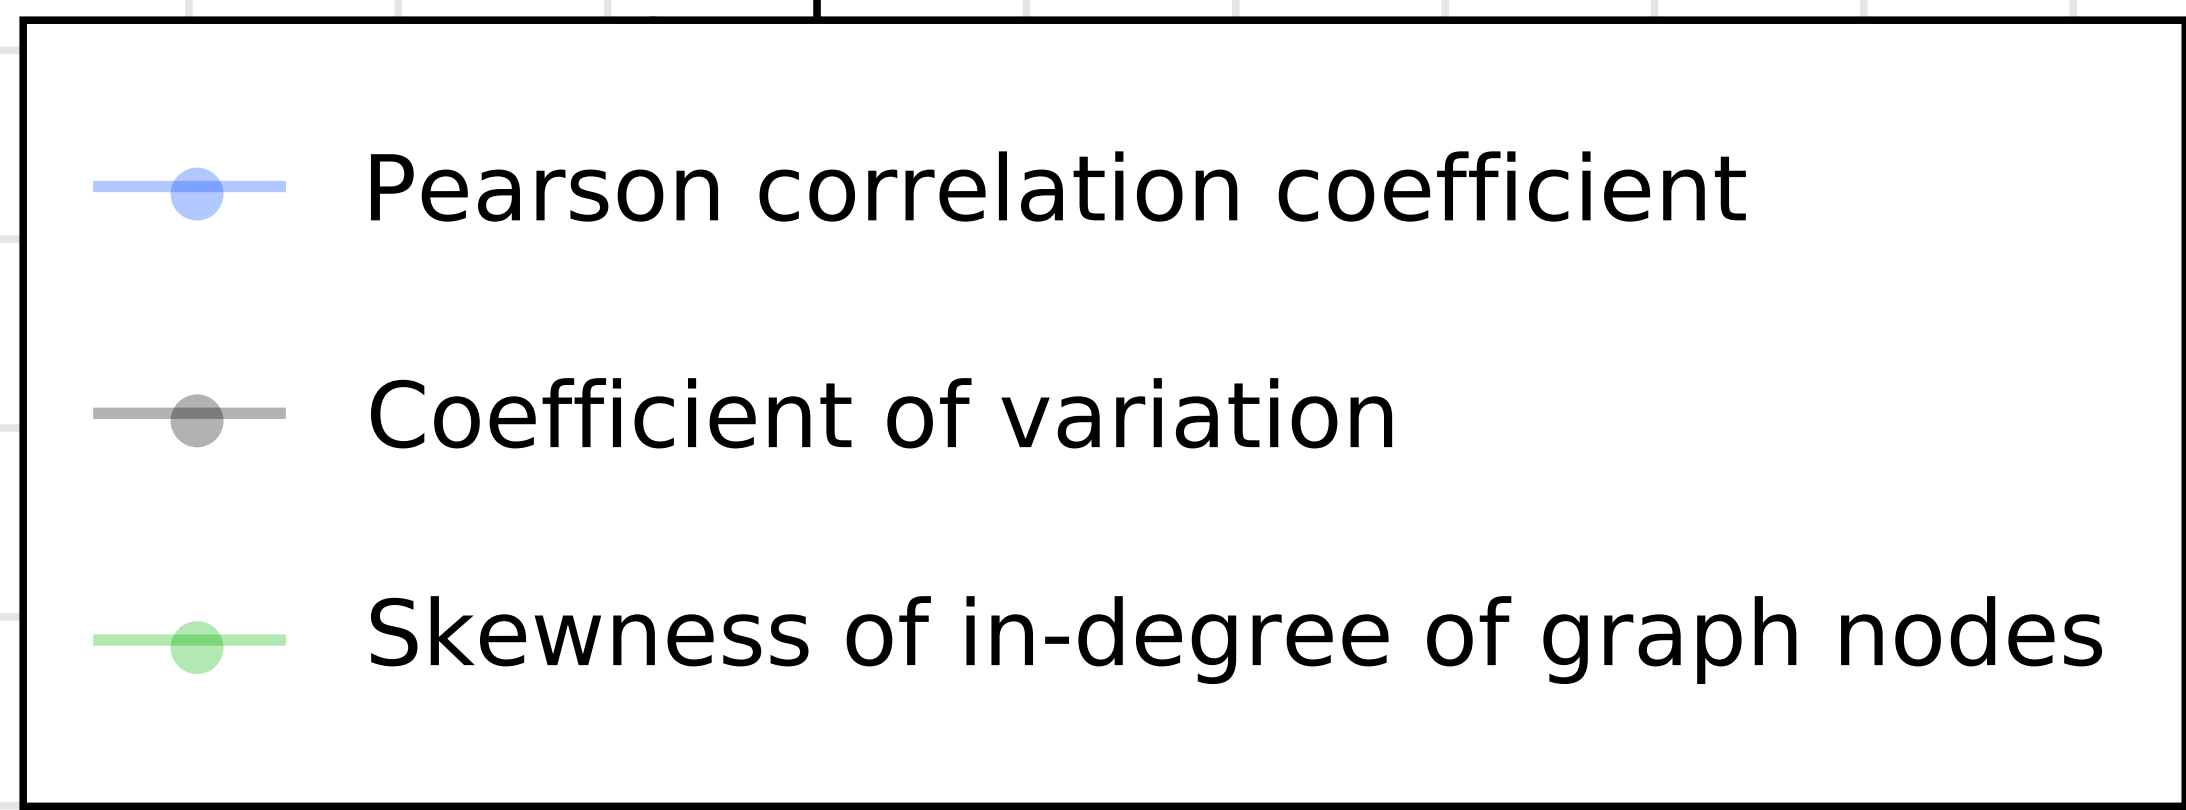 Pearson correlation coefficient
Coefficient of variation
Skewness of in-degree of graph nodes